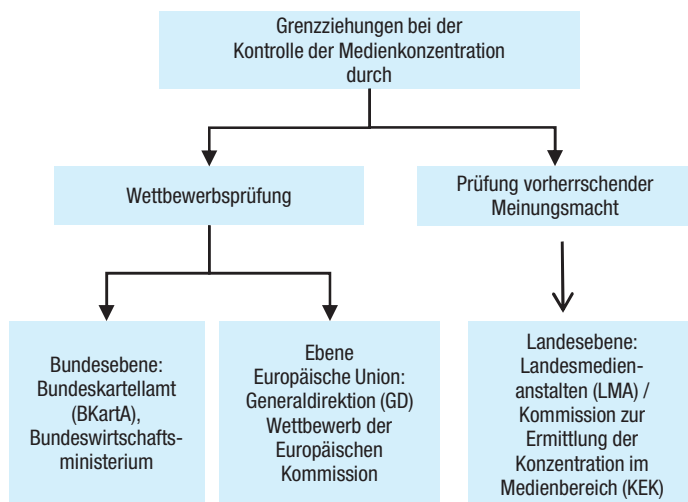 Grenzziehungen bei der
Kontrolle der Medienkonzentration
durch
Wettbewerbsprüfung
Prüfung vorherrschender
Meinungsmacht
Bundesebene:
Bundeskartellamt
(BKartA),
Bundeswirtschafts-
ministerium
Ebene
Europäische Union:
Generaldirektion (GD)
Wettbewerb der
Europäischen
Kommission
Landesebene:
Landesmedien-
anstalten (LMA) /
Kommission zur
Ermittlung der
Konzentration im
Medienbereich (KEK)